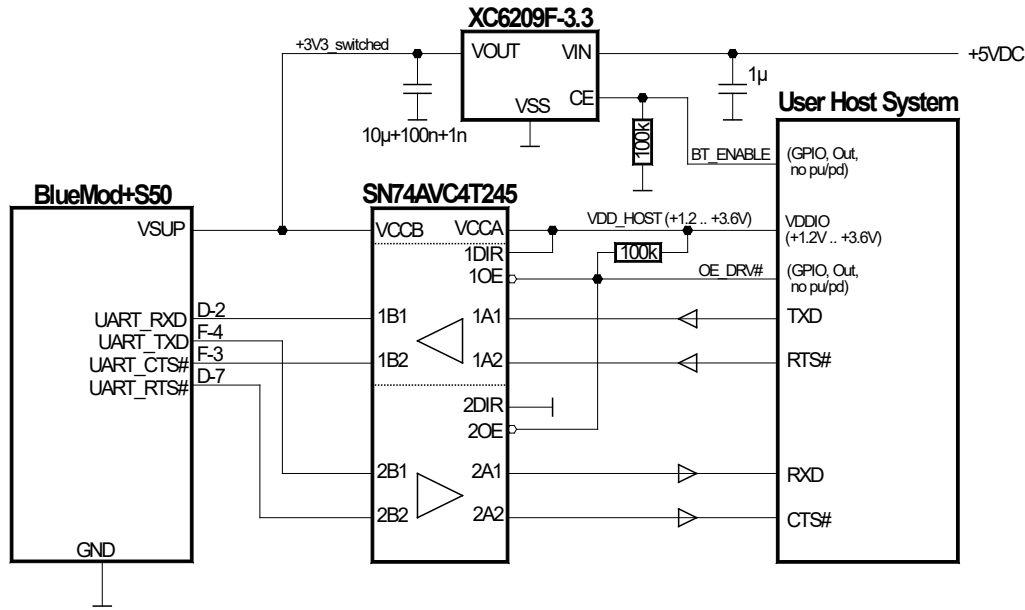 XC6209F-3.3
+3V3_switched
VOUT
VIN
+5VDC
CE
VSS
1µ
10µ+100n+1n
100k
User Host System
BT_ENABLE
(GPIO, Out,
no pu/pd)
BlueMod+S50
SN74AVC4T245
VSUP
VCCB
VCCA
VDD_HOST (+1.2 .. +3.6V)
VDDIO
(+1.2V .. +3.6V)
1DIR
100k
1OE
OE_DRV#
(GPIO, Out,
no pu/pd)
UART_RXD
D-2
1B1
1A1
TXD
UART_TXD
F-4
UART_CTS#
F-3
1B2
1A2
RTS#
UART_RTS#
D-7
2DIR
2OE
2B1
2A1
RXD
2B2
2A2
CTS#
GND